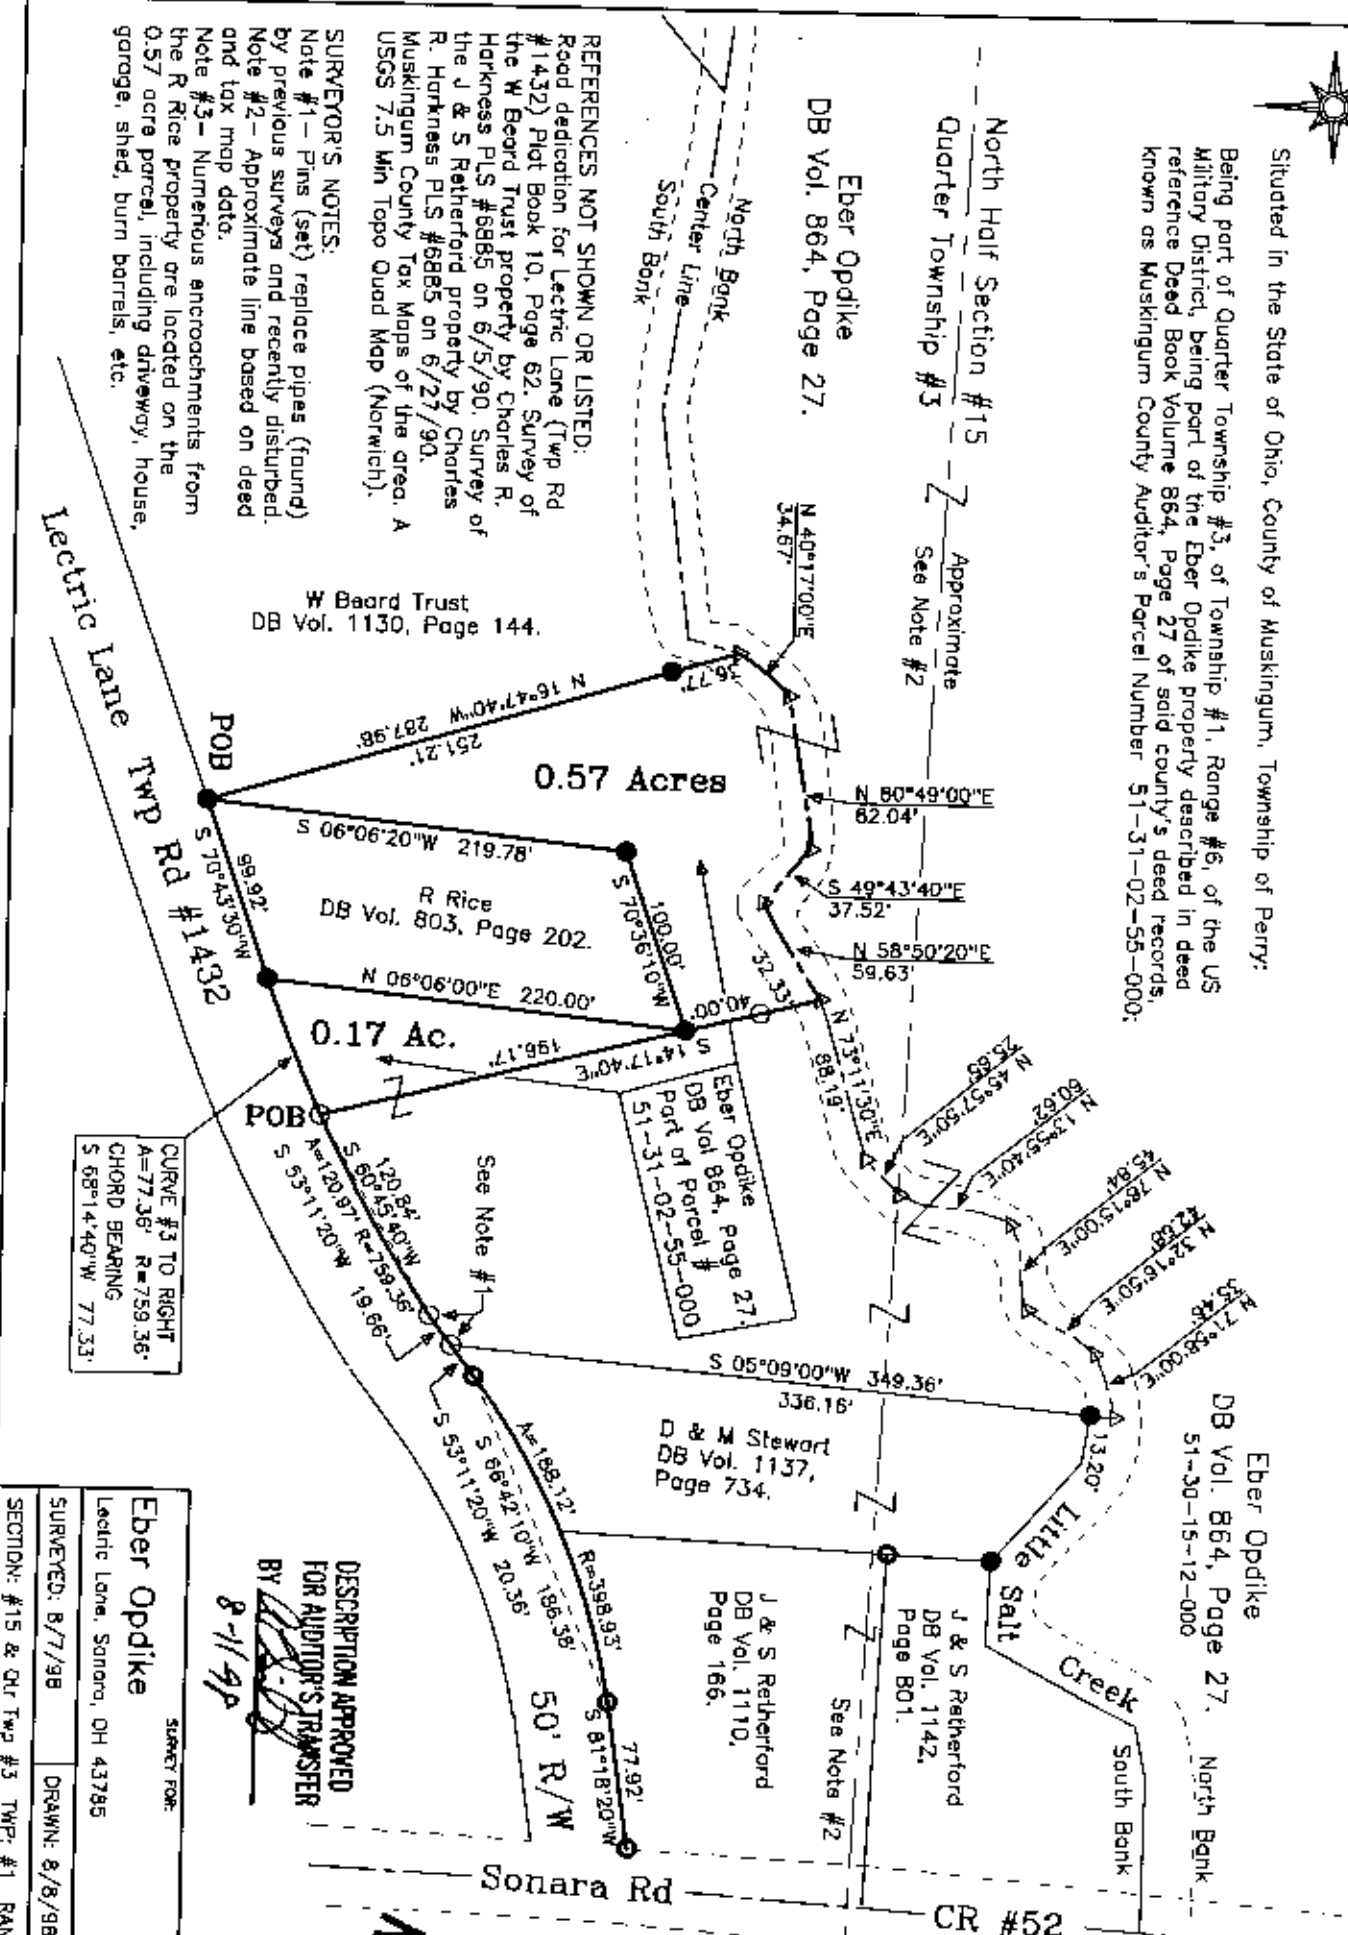 Situated in the State of Ohio, County of Muskingum, Township of Perry:
Being part of Quarter Township #3, of Township #1, Range #6, of the US
Military District, being part of the Eber Opdike property described in deed
reference Deed Book Volume 864, Page 27 of said county's deed records,
known as Muskingum County Auditor's Parcel Number 51-31-02-55-000;
North Half Section #15
Quarter Township #3
Approximate
See Note #2
Eber Opdike
DB Vol. 864, Page 27.
North Bank
Center Line
South Bank
REFERENCES NOT SHOWN OR LISTED:
Road dedication for Lectric Lane (Twp Rd
#1432) Plat Book 10, Page 62. Survey of
the W Beard Trust property by Charles R.
Harkness PLS #6885 on 6/5/90. Survey of
the J & S Retherford property by Charles
R. Harkness PLS #6885 on 6/27/90.
Muskingum County Tax Maps of the area. A
USGS 7.5 Min Topo Quad Map (Norwich).
SURVEYOR'S NOTES:
Note #1- Pins (set) replace pipes (found)
by previous surveys and recently disturbed.
Note #2- Approximate line based on deed
and tax map data.
Note #3- Numerious encroachments from
the R Rice property are located on the
0.57 acre parcel, including driveway, house,
garage, shed, burn barrels, etc.
W Beard Trust
DB Vol. 1130, Page 144.
N 40°17'00"E
34.67'
36.77'
N 16°47'40"W 287.98'
251.21'
0.57 Acres
N 80°49'00"E
62.04'
S 49°43'40"E
37.52'
N 58°50'20"E
59.63'
S 06°06'20"W 219.78'
R Rice
DB Vol. 803, Page 202.
100.00'
S 70°36'10"W
N 06°06'00"E 220.00'
0.17 Ac.
POB
99.92'
S 70°43'30"W
POB
32.33'
40.00'
S 14°17'40"E
196.17'
N 73°11'30"E
88.19'
N 45°57'50"E
25.65'
N 13°55'40"E
60.62'
N 78°15'00"E
45.84'
N 32°16'50"E
42.68'
N 71°58'00"E
35.46'
Eber Opdike
DB Vol 864, Page 27.
Part of Parcel #
51-31-02-55-000
Lectric Lane Twp Rd #1432
CURVE #3 TO RIGHT
A=77.36' R=759.36'
CHORD BEARING
S 68°14'40"W 77.33'
120.84'
S 60°45'40"W
A=120.97' R=759.36'
S 53°11'20"W 19.66'
See Note #1
S 05°09'00"W 349.36'
336.16'
13.20'
D & M Stewart
DB Vol. 1137,
Page 734.
A=188.12' R=398.93'
S 66°42'10"W 186.38'
S 53°11'20"W 20.36'
77.92'
S 81°18'20"W
50' R/W
Eber Opdike
DB Vol. 864, Page 27.
51-30-15-12-000
Little Salt Creek
North Bank
South Bank
J & S Retherford
DB Vol. 1142,
Page 801.
See Note #2
J & S Retherford
DB Vol. 1110,
Page 166.
Sonara Rd
CR #52
DESCRIPTION APPROVED
FOR AUDITOR'S TRANSFER
BY
SURVEY FOR:
Eber Opdike
Lectric Lane, Sonora, OH 43785
SURVEYED: 8/7/98
DRAWN: 8/8/98
SECTION: #15 & Qtr Twp #3 TWP: #1